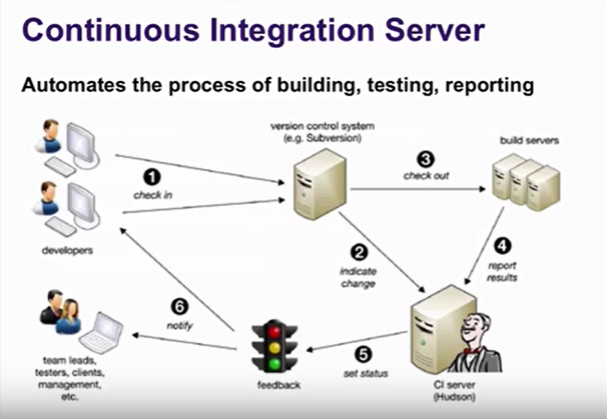 Continuous Integration Server
Automates the process of building, testing, reporting
version control system
(e.g. Subversion)
build servers
1
check in
3
check out
developers
2
indicate
change
4
report
results
6
notify
5
set status
feedback
team leads,
testers, clients,
management,
etc.
CI server
(Hudson)